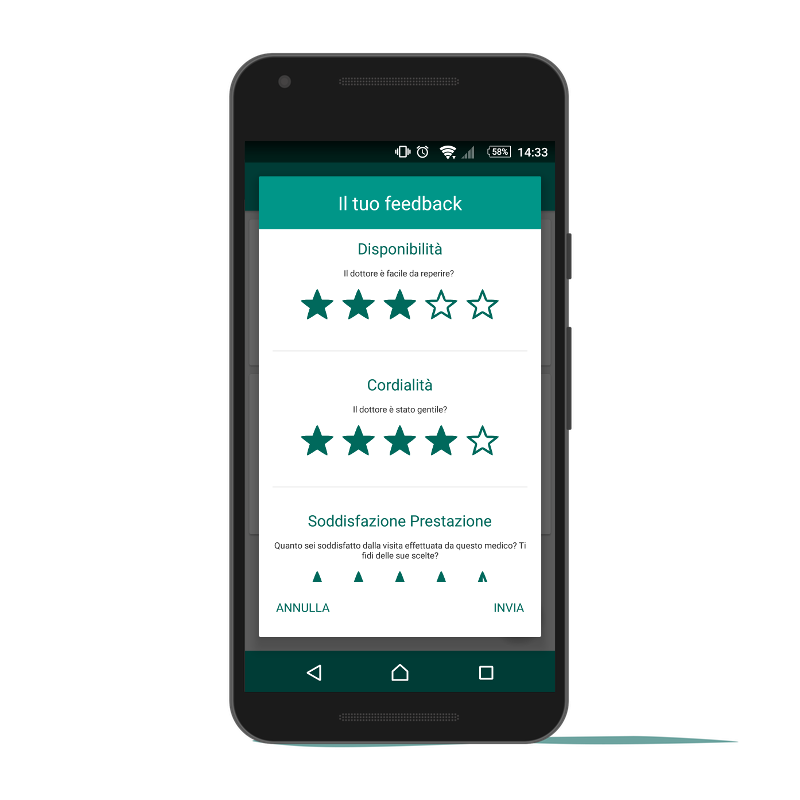 58% 14:33
Il tuo feedback
Disponibilità
Il dottore è facile da reperire?
Cordialità
Il dottore è stato gentile?
Soddisfazione Prestazione
Quanto sei soddisfatto dalla visita effettuata da questo medico? Ti
fidi delle sue scelte?
ANNULLA INVIA